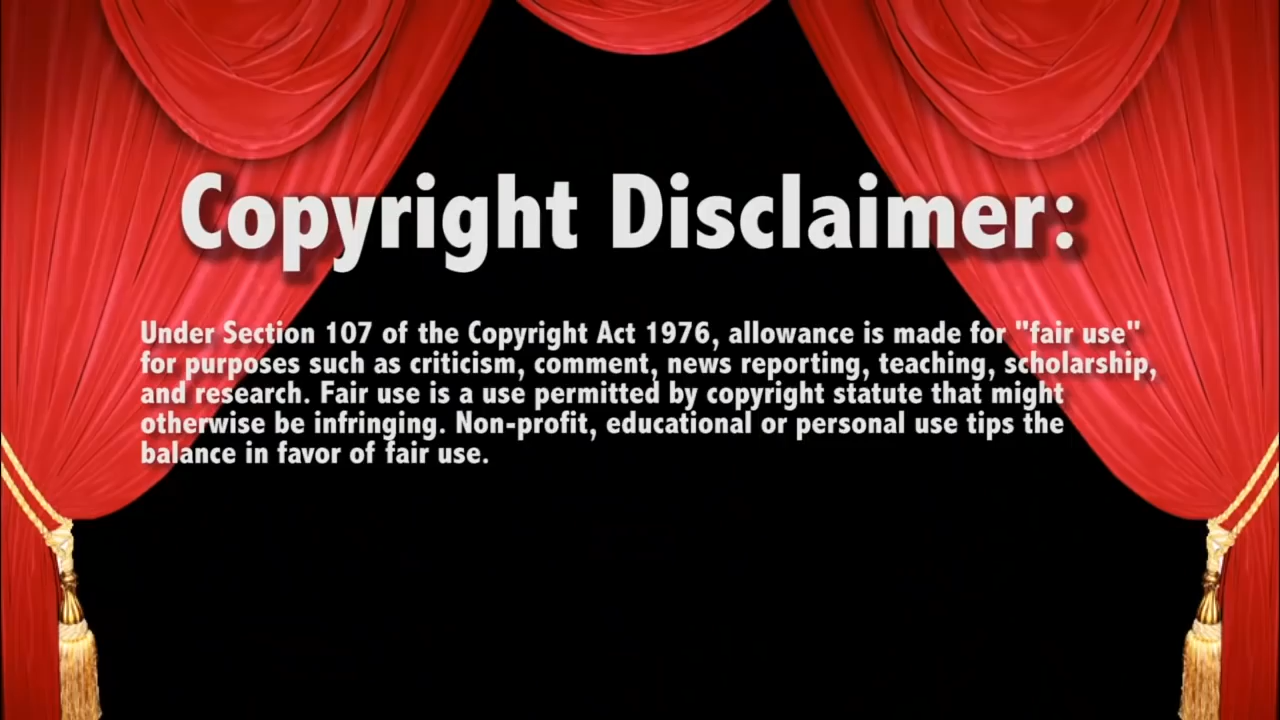 Copyright Disclaimer:
Under Section 107 of the Copyright Act 1976, allowance is made for "fair use"
for purposes such as criticism, comment, news reporting, teaching, scholarship,
and research. Fair use is a use permitted by copyright statute that might
otherwise be infringing. Non-profit, educational or personal use tips the
balance in favor of fair use.